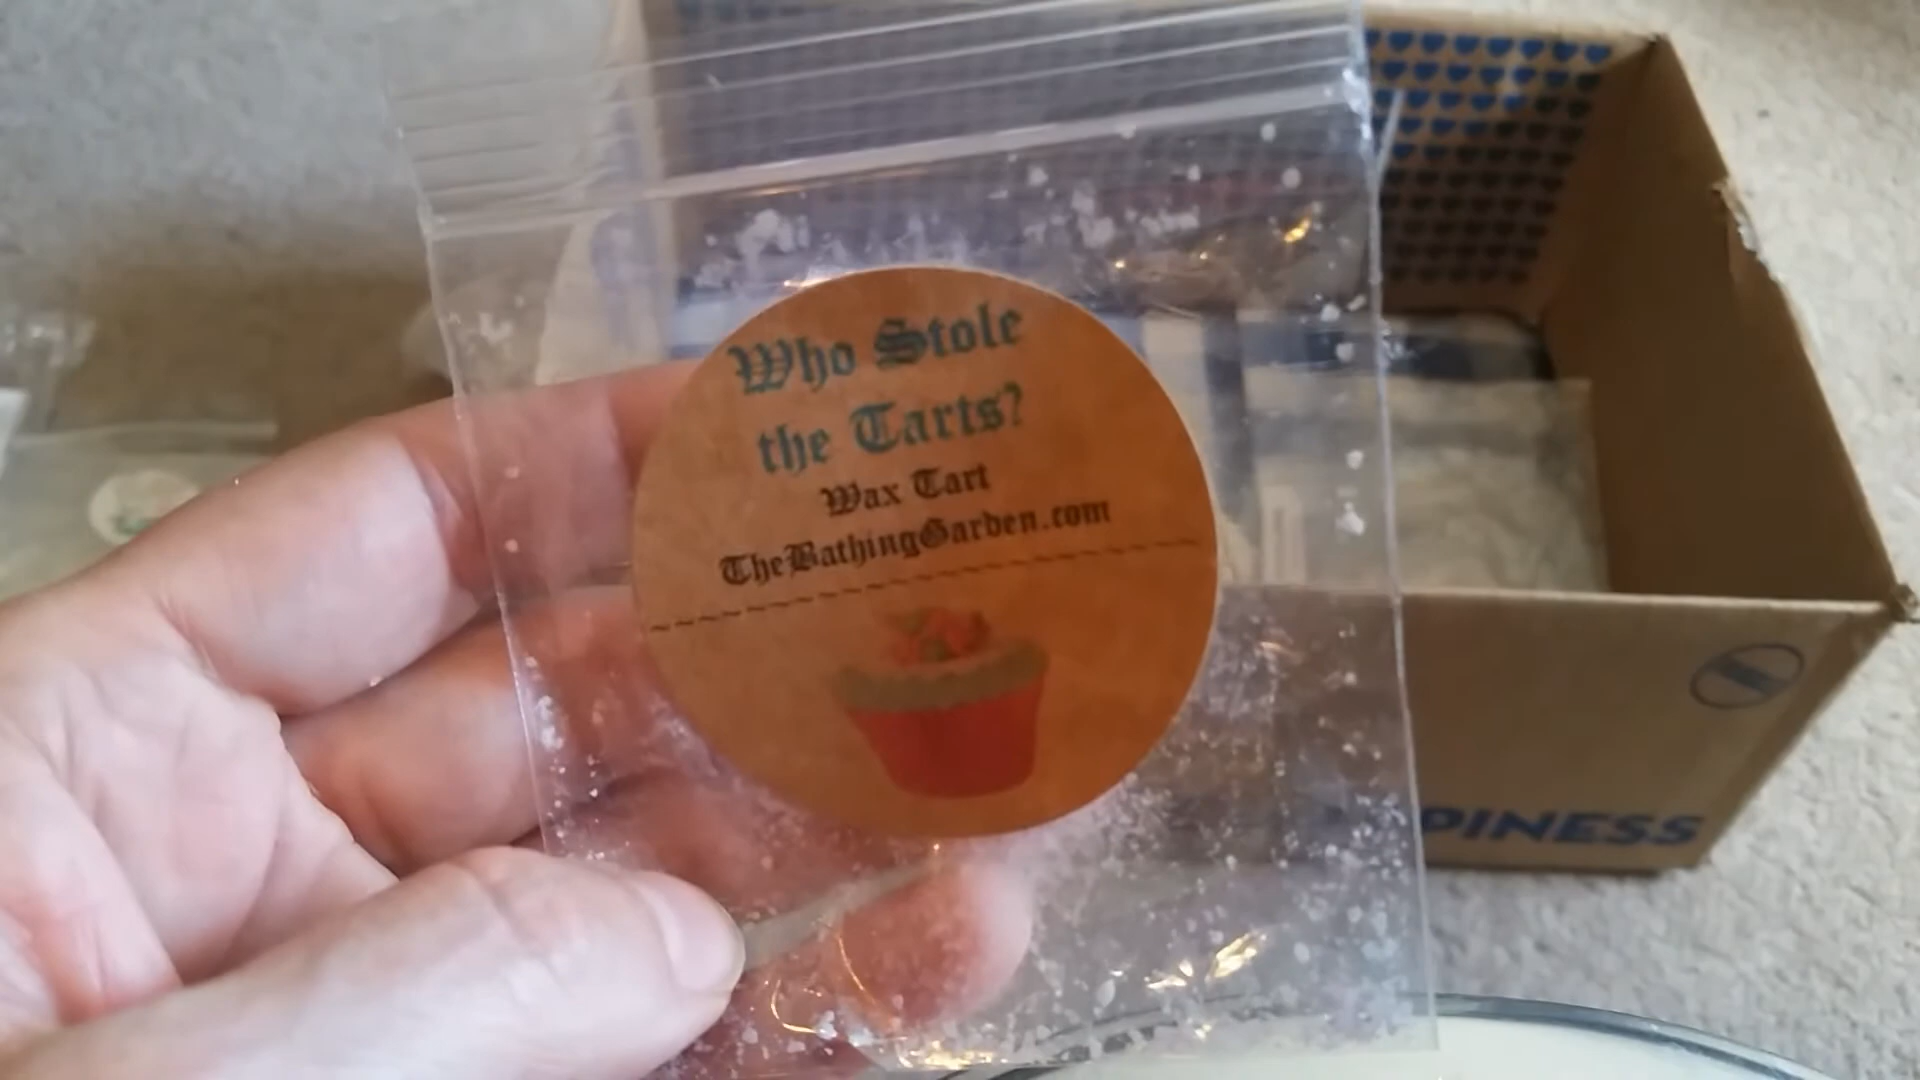 Who Stole
the Tarts?
Wax Tart
TheBathingGarden.com
~~~~~~~~~~~~~~~~~~~~~~~
PINESS